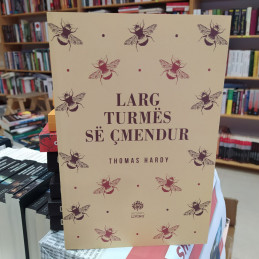 LARG
TURMËS
SË ÇMENDUR
THOMAS HARDY